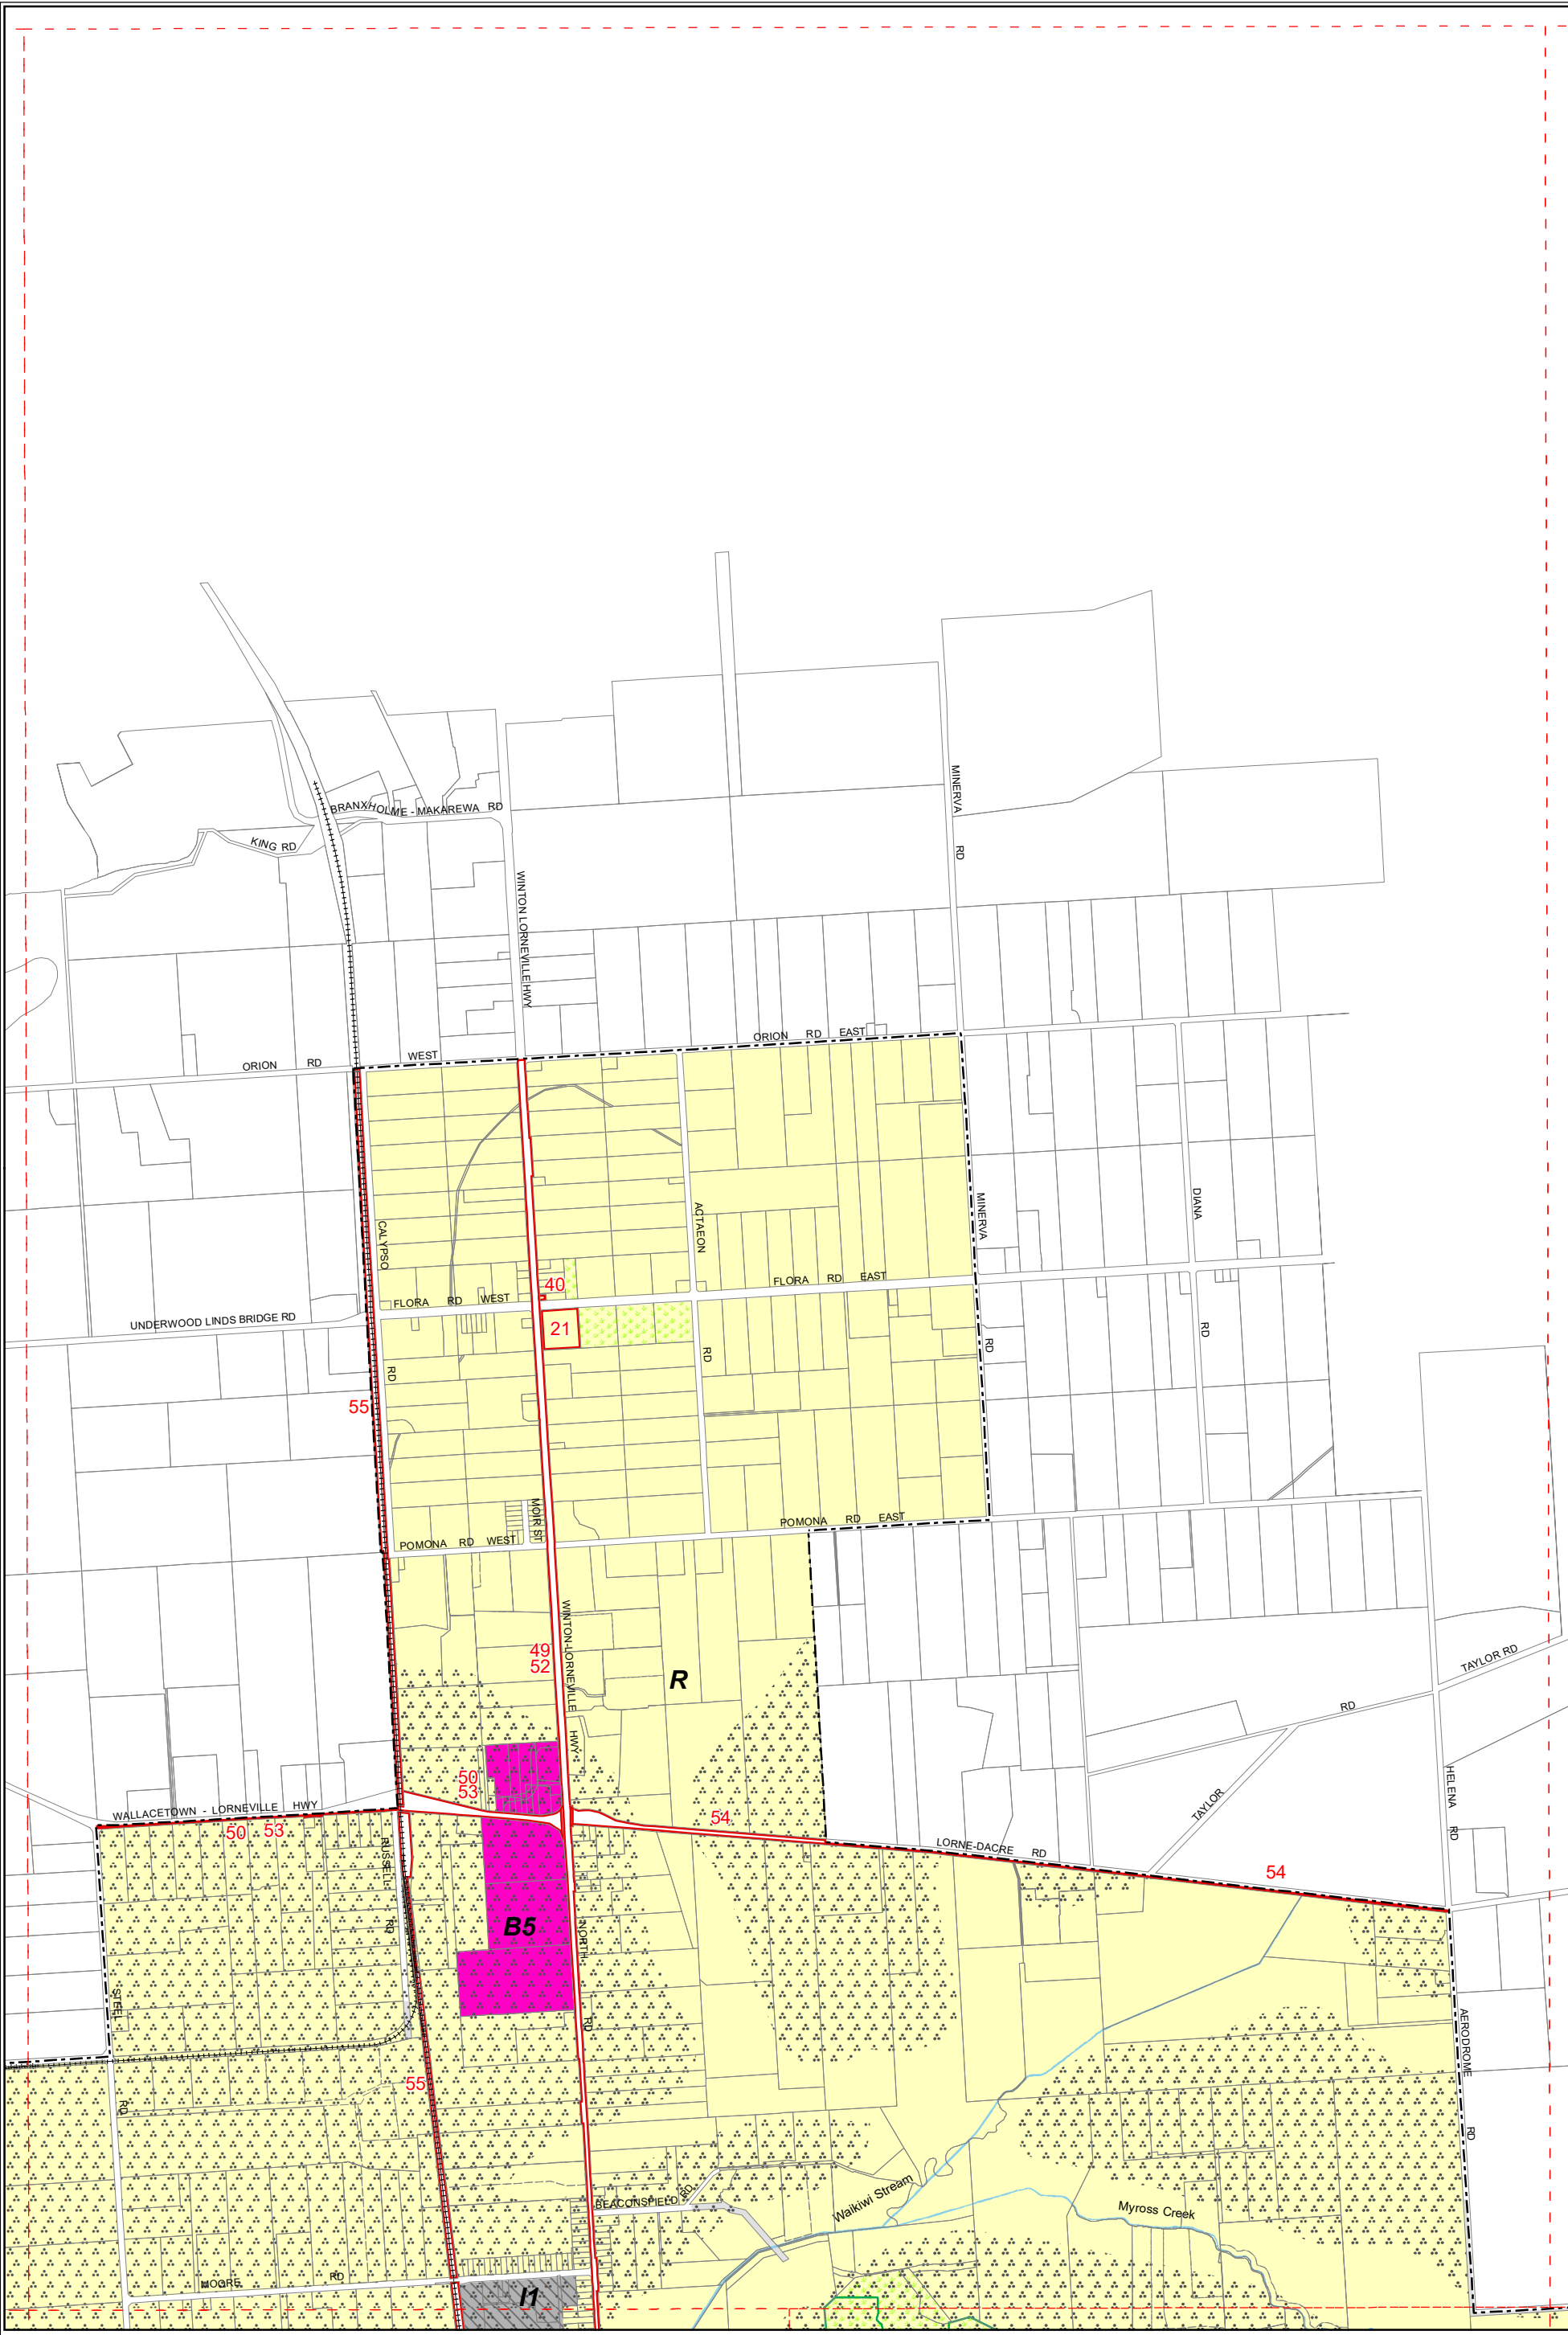 MINERVA
RD
BRANXHOLME - MAKAREWA RD
KING RD
WINTON LORNEVILLE HWY
ORION RD EAST
ORION RD WEST
CALYPSO
ACTAEON
MINERVA
DIANA
40
FLORA RD EAST
FLORA RD WEST
UNDERWOOD LINDS BRIDGE RD
21
RD
RD
RD
RD
55
MOIR ST
POMONA RD EAST
POMONA RD WEST
WINTON-LORNEVILLE HWY
49
52
R
TAYLOR RD
RD
50
53
HELENA RD
TAYLOR
WALLACETOWN - LORNEVILLE HWY
50 53
54
LORNE-DACRE RD
54
RUSSELL RD
B5
NORTH RD
STEEL RD
AERODROME RD
55
BEACONSFIELD RD
Waikiwi Stream
Myross Creek
MOORE RD
I1